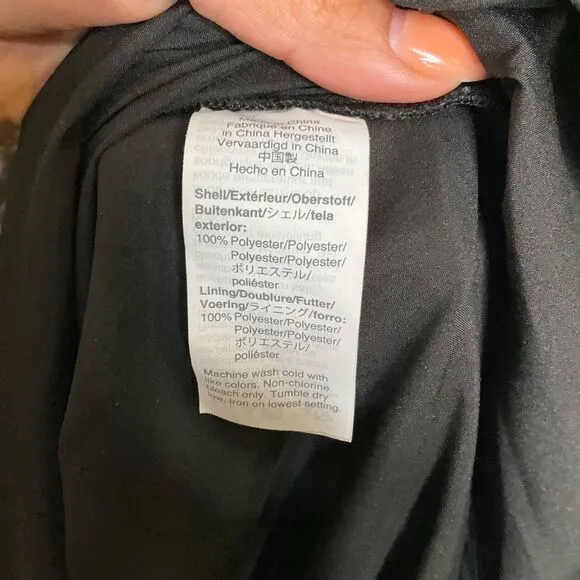 Made in China
Fabriqué en Chine
in China Hergestellt
Vervaardigd in China
中国製
Hecho en China
Shell/Extérieur/Oberstoff/
Buitenkant/シェル/tela
exterior:
100% Polyester/Polyester/
Polyester/Polyester/
ポリエステル/
poliéster
Lining/Doublure/Futter/
Voering/ライニング/forro:
100% Polyester/Polyester/
Polyester/Polyester/
ポリエステル/
poliéster
Machine wash cold with
like colors. Non-chlorine
bleach only. Tumble dry
low. Iron on lowest setting.